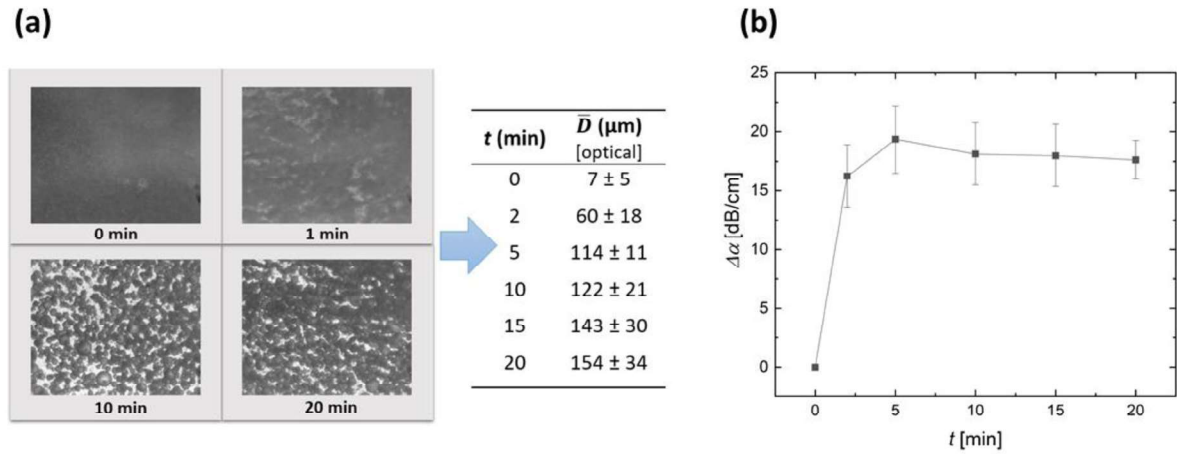 (a)
0 min
1 min
10 min
20 min
t (min) D̅ (μm)
[optical]
0 7 ± 5
2 60 ± 18
5 114 ± 11
10 122 ± 21
15 143 ± 30
20 154 ± 34
(b)
Δα [dB/cm]
25
20
15
10
5
0
0 5 10 15 20
t [min]